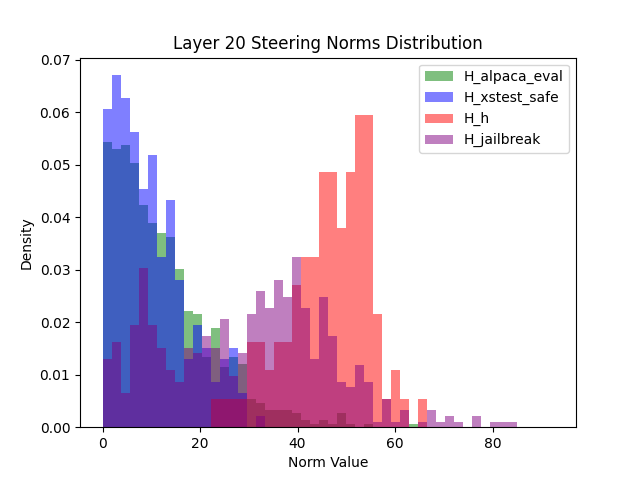 Layer 20 Steering Norms Distribution
0.07
0.06
0.05
0.04
0.03
0.02
0.01
0.00
Density
0
20
40
60
80
Norm Value
H_alpaca_eval
H_xstest_safe
H_h
H_jailbreak